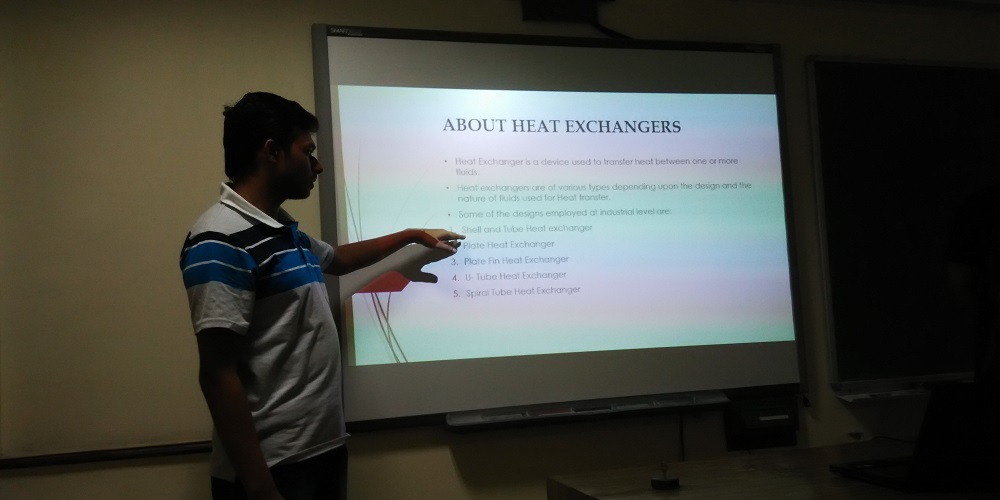 ABOUT HEAT EXCHANGERS
• Heat Exchanger is a device used to transfer heat between one or more
fluids.
• Heat exchangers are of various types depending upon the design and the
nature of fluids used for Heat transfer.
• Some of the designs employed at industrial level are:
1. Shell and Tube Heat exchanger
Plate Heat Exchanger
3. Plate Fin Heat Exchanger
4. U- Tube Heat Exchanger
5. Spiral Tube Heat Exchanger